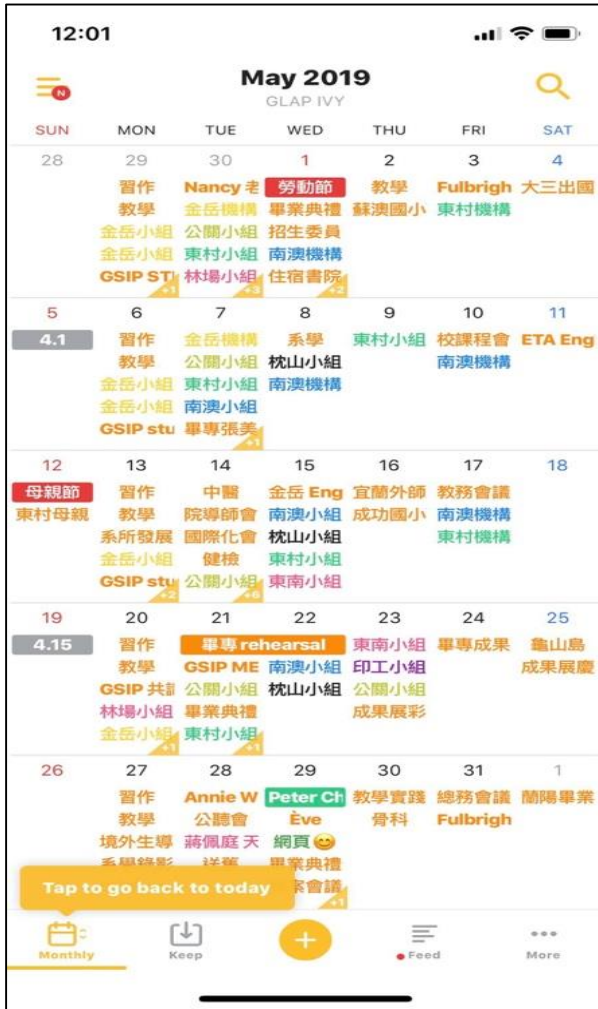 12:01
May 2019
GLAP IVY
SUN MON TUE WED THU FRI SAT
28 29 30 1 2 3 4
習作 Nancy 老 勞動節 教學 Fulbrigh 大三出國
教學 金岳機構 畢業典禮 蘇澳國小 東村機構
金岳小組 公關小組 招生委員
金岳小組 東村小組 南澳機構
GSIP ST 林場小組 住宿書院
+1 +3 +2
5 6 7 8 9 10 11
4.1 習作 金岳機構 系學 東村小組 校課程會 ETA Eng
教學 公關小組 枕山小組 南澳機構
金岳小組 東村小組 南澳機構
金岳小組 南澳小組
GSIP stu 畢專張美
+1
12 13 14 15 16 17 18
母親節 習作 中醫 金岳 Eng 宜蘭外師 教務會議
東村母親 教學 院導師會 南澳小組 成功國小 南澳機構
系所發展 國際化會 枕山小組 東村機構
金岳小組 健檢 東村小組
GSIP stu 公關小組 東南小組
+2 +6
19 20 21 22 23 24 25
4.15 習作 畢專 rehearsal 東南小組 畢專成果 龜山島
教學 GSIP ME 南澳小組 印工小組 成果展慶
GSIP 共 公關小組 枕山小組 公關小組
林場小組 畢業典禮 成果展彩
金岳小組 東村小組
+1 +1
26 27 28 29 30 31 1
習作 Annie W Peter Ch 教學實踐 總務會議 蘭陽畢業
教學 公聽會 Ève 骨科 Fulbrigh
境外生導 蔣佩庭 天 網頁😊
畢業典禮
案會議
+1
Tap to go back to today
Monthly Keep Feed More